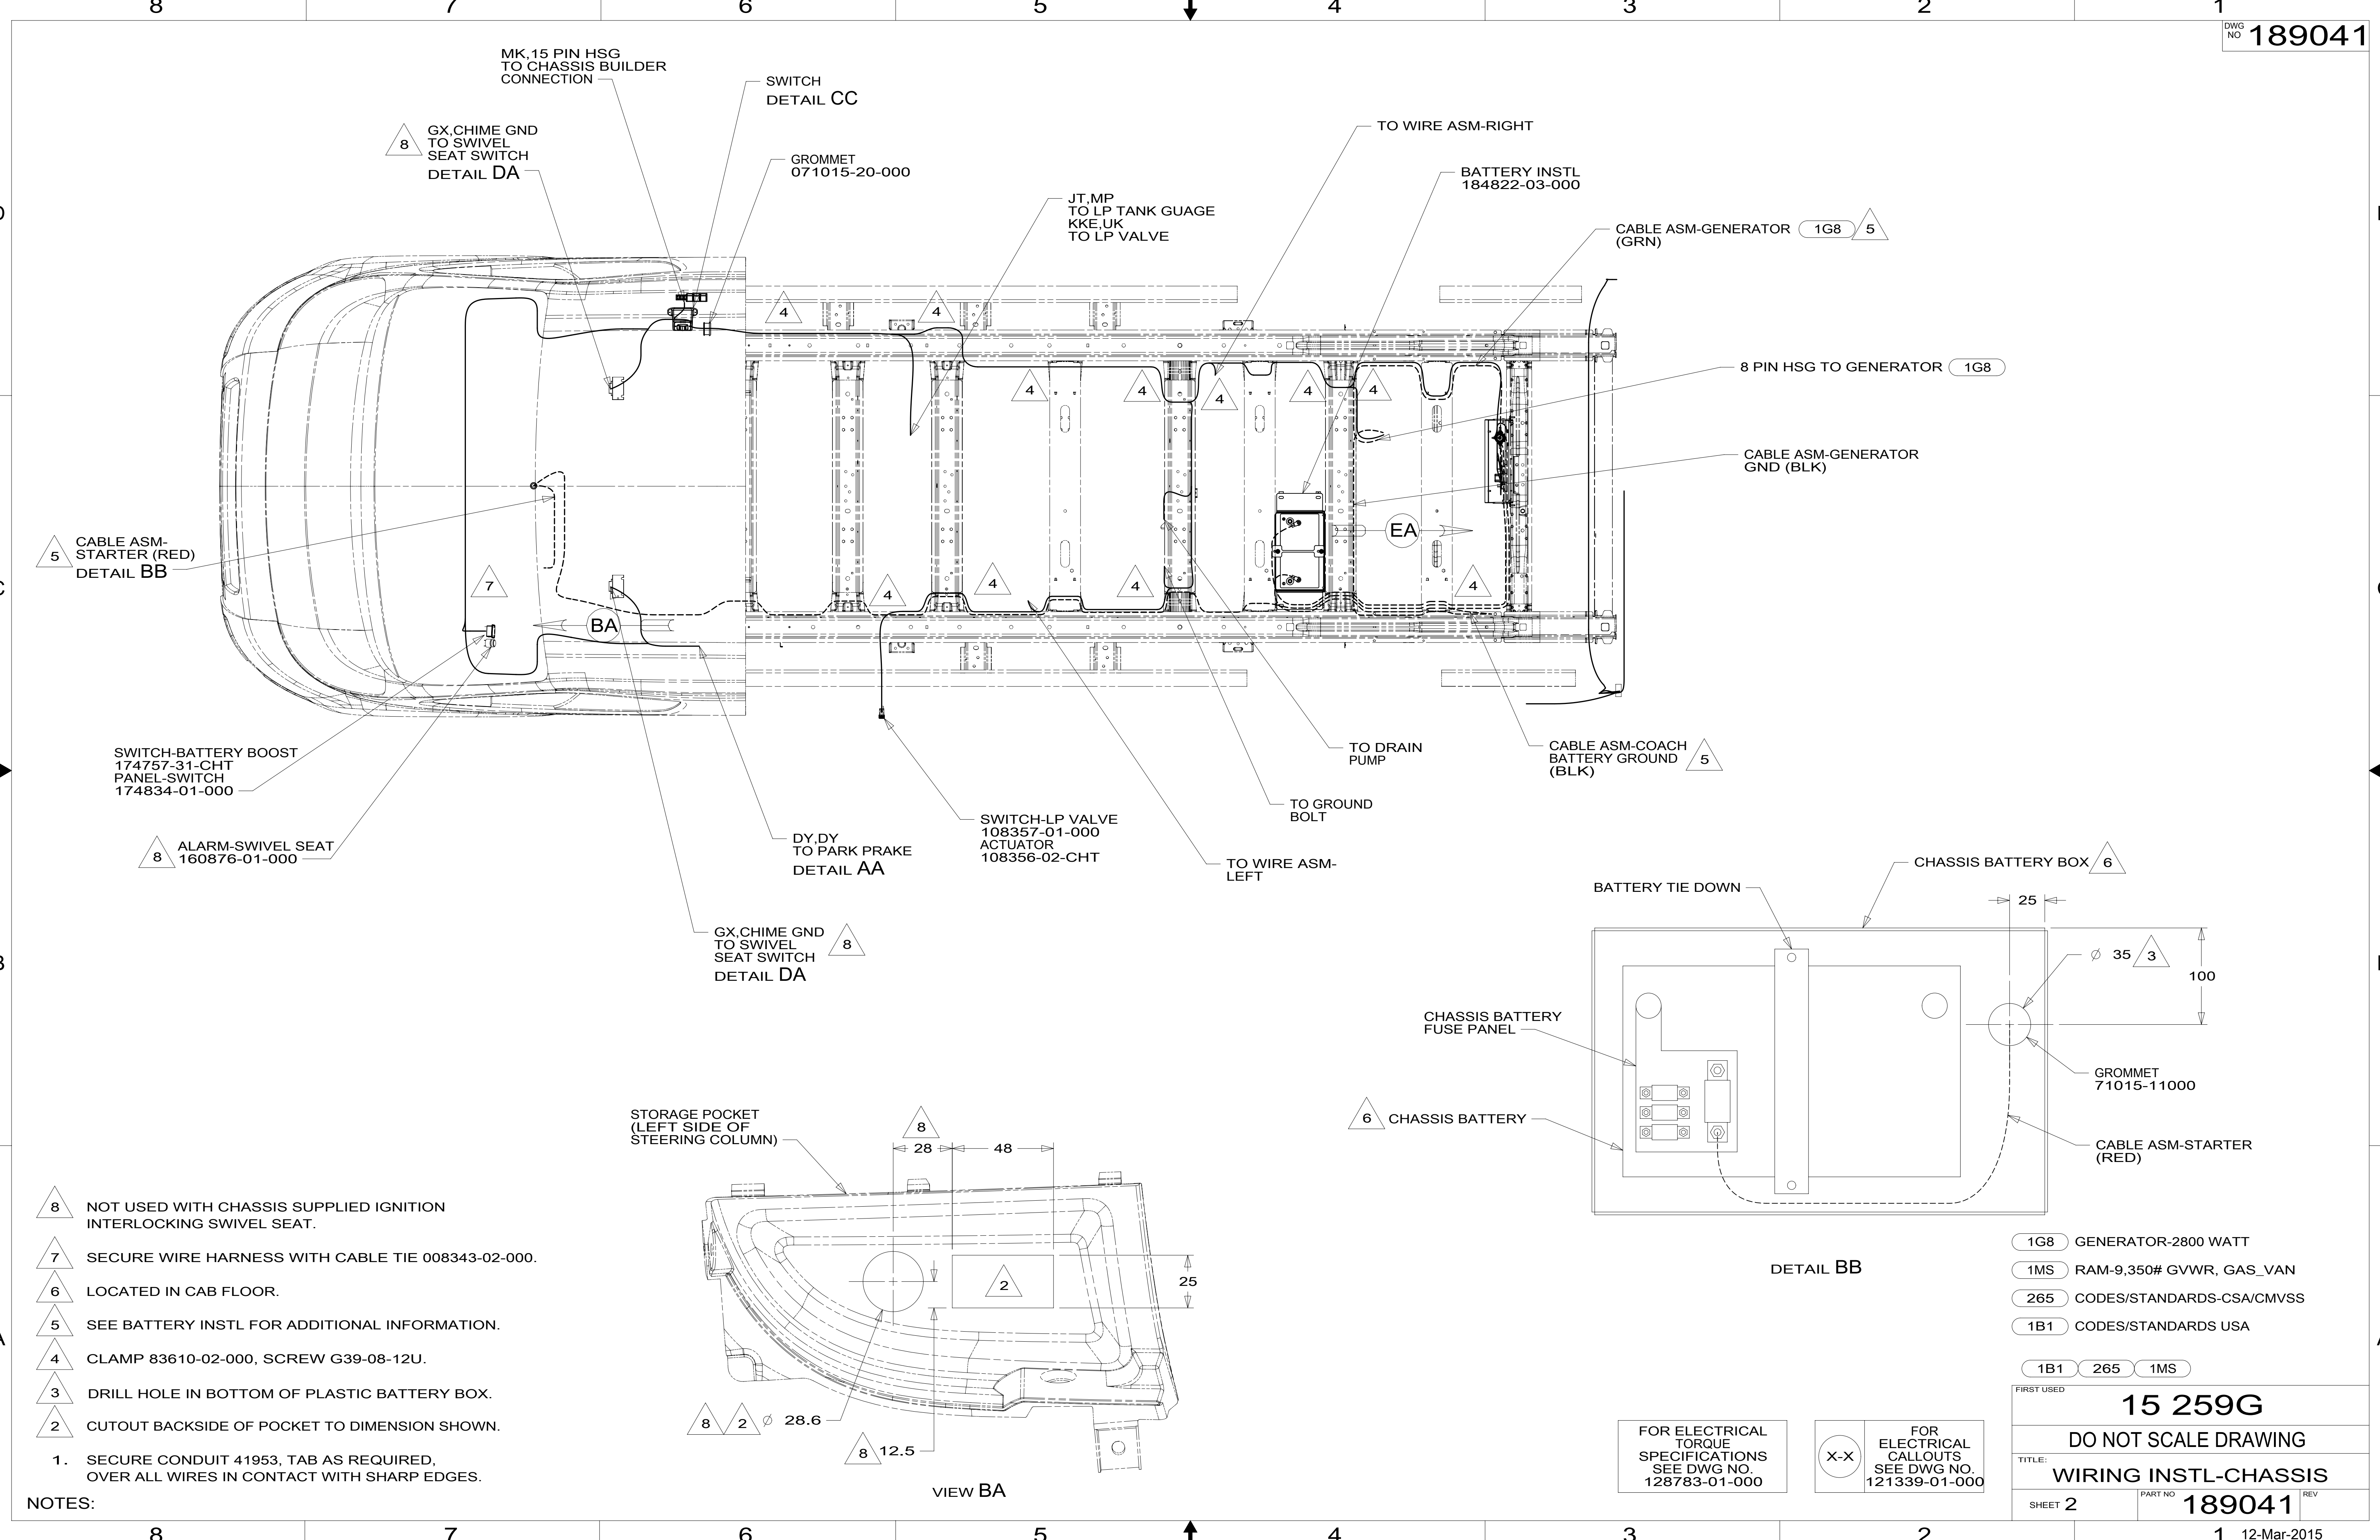 8 7 6 5 4 3 2 1
DWG NO 189041
MK,15 PIN HSG
TO CHASSIS BUILDER
CONNECTION
SWITCH
DETAIL CC
8
GX,CHIME GND
TO SWIVEL
SEAT SWITCH
DETAIL DA
GROMMET
071015-20-000
JT,MP
TO LP TANK GUAGE
KKE,UK
TO LP VALVE
TO WIRE ASM-RIGHT
BATTERY INSTL
184822-03-000
CABLE ASM-GENERATOR 1G8 5
(GRN)
8 PIN HSG TO GENERATOR 1G8
CABLE ASM-GENERATOR
GND (BLK)
4 4
4 4 4 4 4
EA
5
CABLE ASM-
STARTER (RED)
DETAIL BB
7
BA
4 4 4 4
SWITCH-BATTERY BOOST
174757-31-CHT
PANEL-SWITCH
174834-01-000
8
ALARM-SWIVEL SEAT
160876-01-000
DY,DY
TO PARK PRAKE
DETAIL AA
SWITCH-LP VALVE
108357-01-000
ACTUATOR
108356-02-CHT
TO WIRE ASM-
LEFT
TO GROUND
BOLT
TO DRAIN
PUMP
CABLE ASM-COACH
BATTERY GROUND 5
(BLK)
GX,CHIME GND
TO SWIVEL
SEAT SWITCH
DETAIL DA
8
CHASSIS BATTERY BOX 6
BATTERY TIE DOWN
25
⌀ 35 3
100
CHASSIS BATTERY
FUSE PANEL
GROMMET
71015-11000
6 CHASSIS BATTERY
CABLE ASM-STARTER
(RED)
DETAIL BB
STORAGE POCKET
(LEFT SIDE OF
STEERING COLUMN)
8
28 48
2
25
8 2 ⌀ 28.6
8 12.5
VIEW BA
8 NOT USED WITH CHASSIS SUPPLIED IGNITION
INTERLOCKING SWIVEL SEAT.
7 SECURE WIRE HARNESS WITH CABLE TIE 008343-02-000.
6 LOCATED IN CAB FLOOR.
5 SEE BATTERY INSTL FOR ADDITIONAL INFORMATION.
4 CLAMP 83610-02-000, SCREW G39-08-12U.
3 DRILL HOLE IN BOTTOM OF PLASTIC BATTERY BOX.
2 CUTOUT BACKSIDE OF POCKET TO DIMENSION SHOWN.
1. SECURE CONDUIT 41953, TAB AS REQUIRED,
OVER ALL WIRES IN CONTACT WITH SHARP EDGES.
NOTES:
1G8 GENERATOR-2800 WATT
1MS RAM-9,350# GVWR, GAS_VAN
265 CODES/STANDARDS-CSA/CMVSS
1B1 CODES/STANDARDS USA
1B1 265 1MS
FOR ELECTRICAL
TORQUE
SPECIFICATIONS
SEE DWG NO.
128783-01-000
X-X
FOR
ELECTRICAL
CALLOUTS
SEE DWG NO.
121339-01-000
FIRST USED
15 259G
DO NOT SCALE DRAWING
TITLE:
WIRING INSTL-CHASSIS
SHEET 2
PART NO 189041 REV
8 7 6 5 4 3 2 1
12-Mar-2015